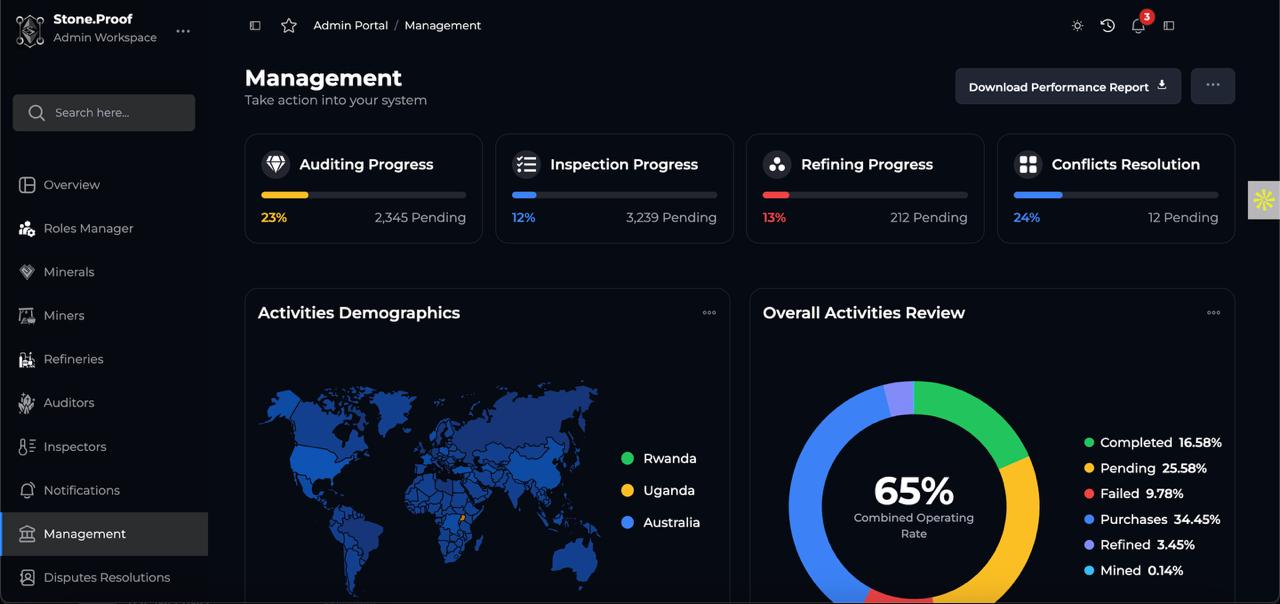 Stone.Proof
Admin Workspace
Search here...
Overview
Roles Manager
Minerals
Miners
Refineries
Auditors
Inspectors
Notifications
Management
Disputes Resolutions
Admin Portal / Management
3
Management
Take action into your system
Download Performance Report
Auditing Progress
23% 2,345 Pending
Inspection Progress
12% 3,239 Pending
Refining Progress
13% 212 Pending
Conflicts Resolution
24% 12 Pending
Activities Demographics
Rwanda
Uganda
Australia
Overall Activities Review
65%
Combined Operating
Rate
Completed 16.58%
Pending 25.58%
Failed 9.78%
Purchases 34.45%
Refined 3.45%
Mined 0.14%